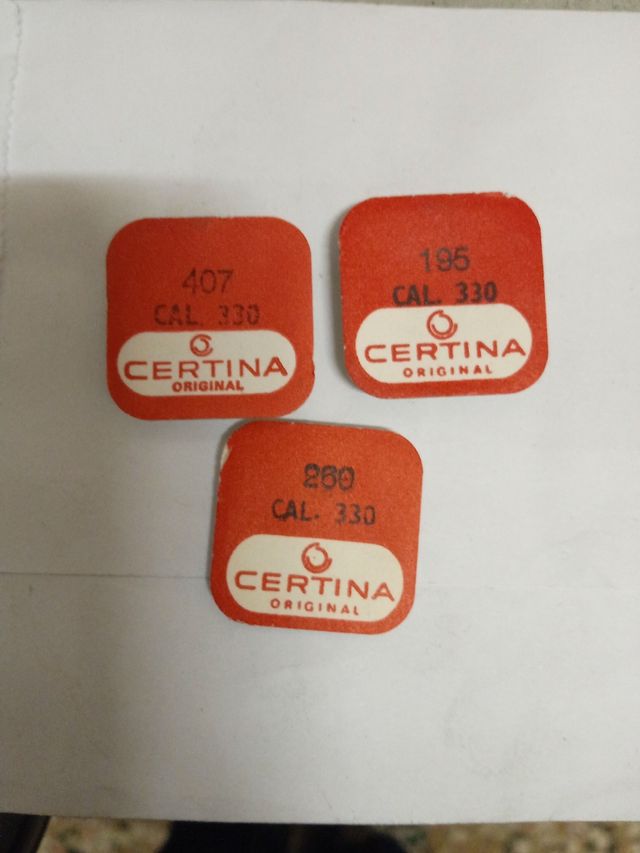 407
CAL. 330
CERTINA
ORIGINAL
195
CAL. 330
CERTINA
ORIGINAL
260
CAL. 330
CERTINA
ORIGINAL